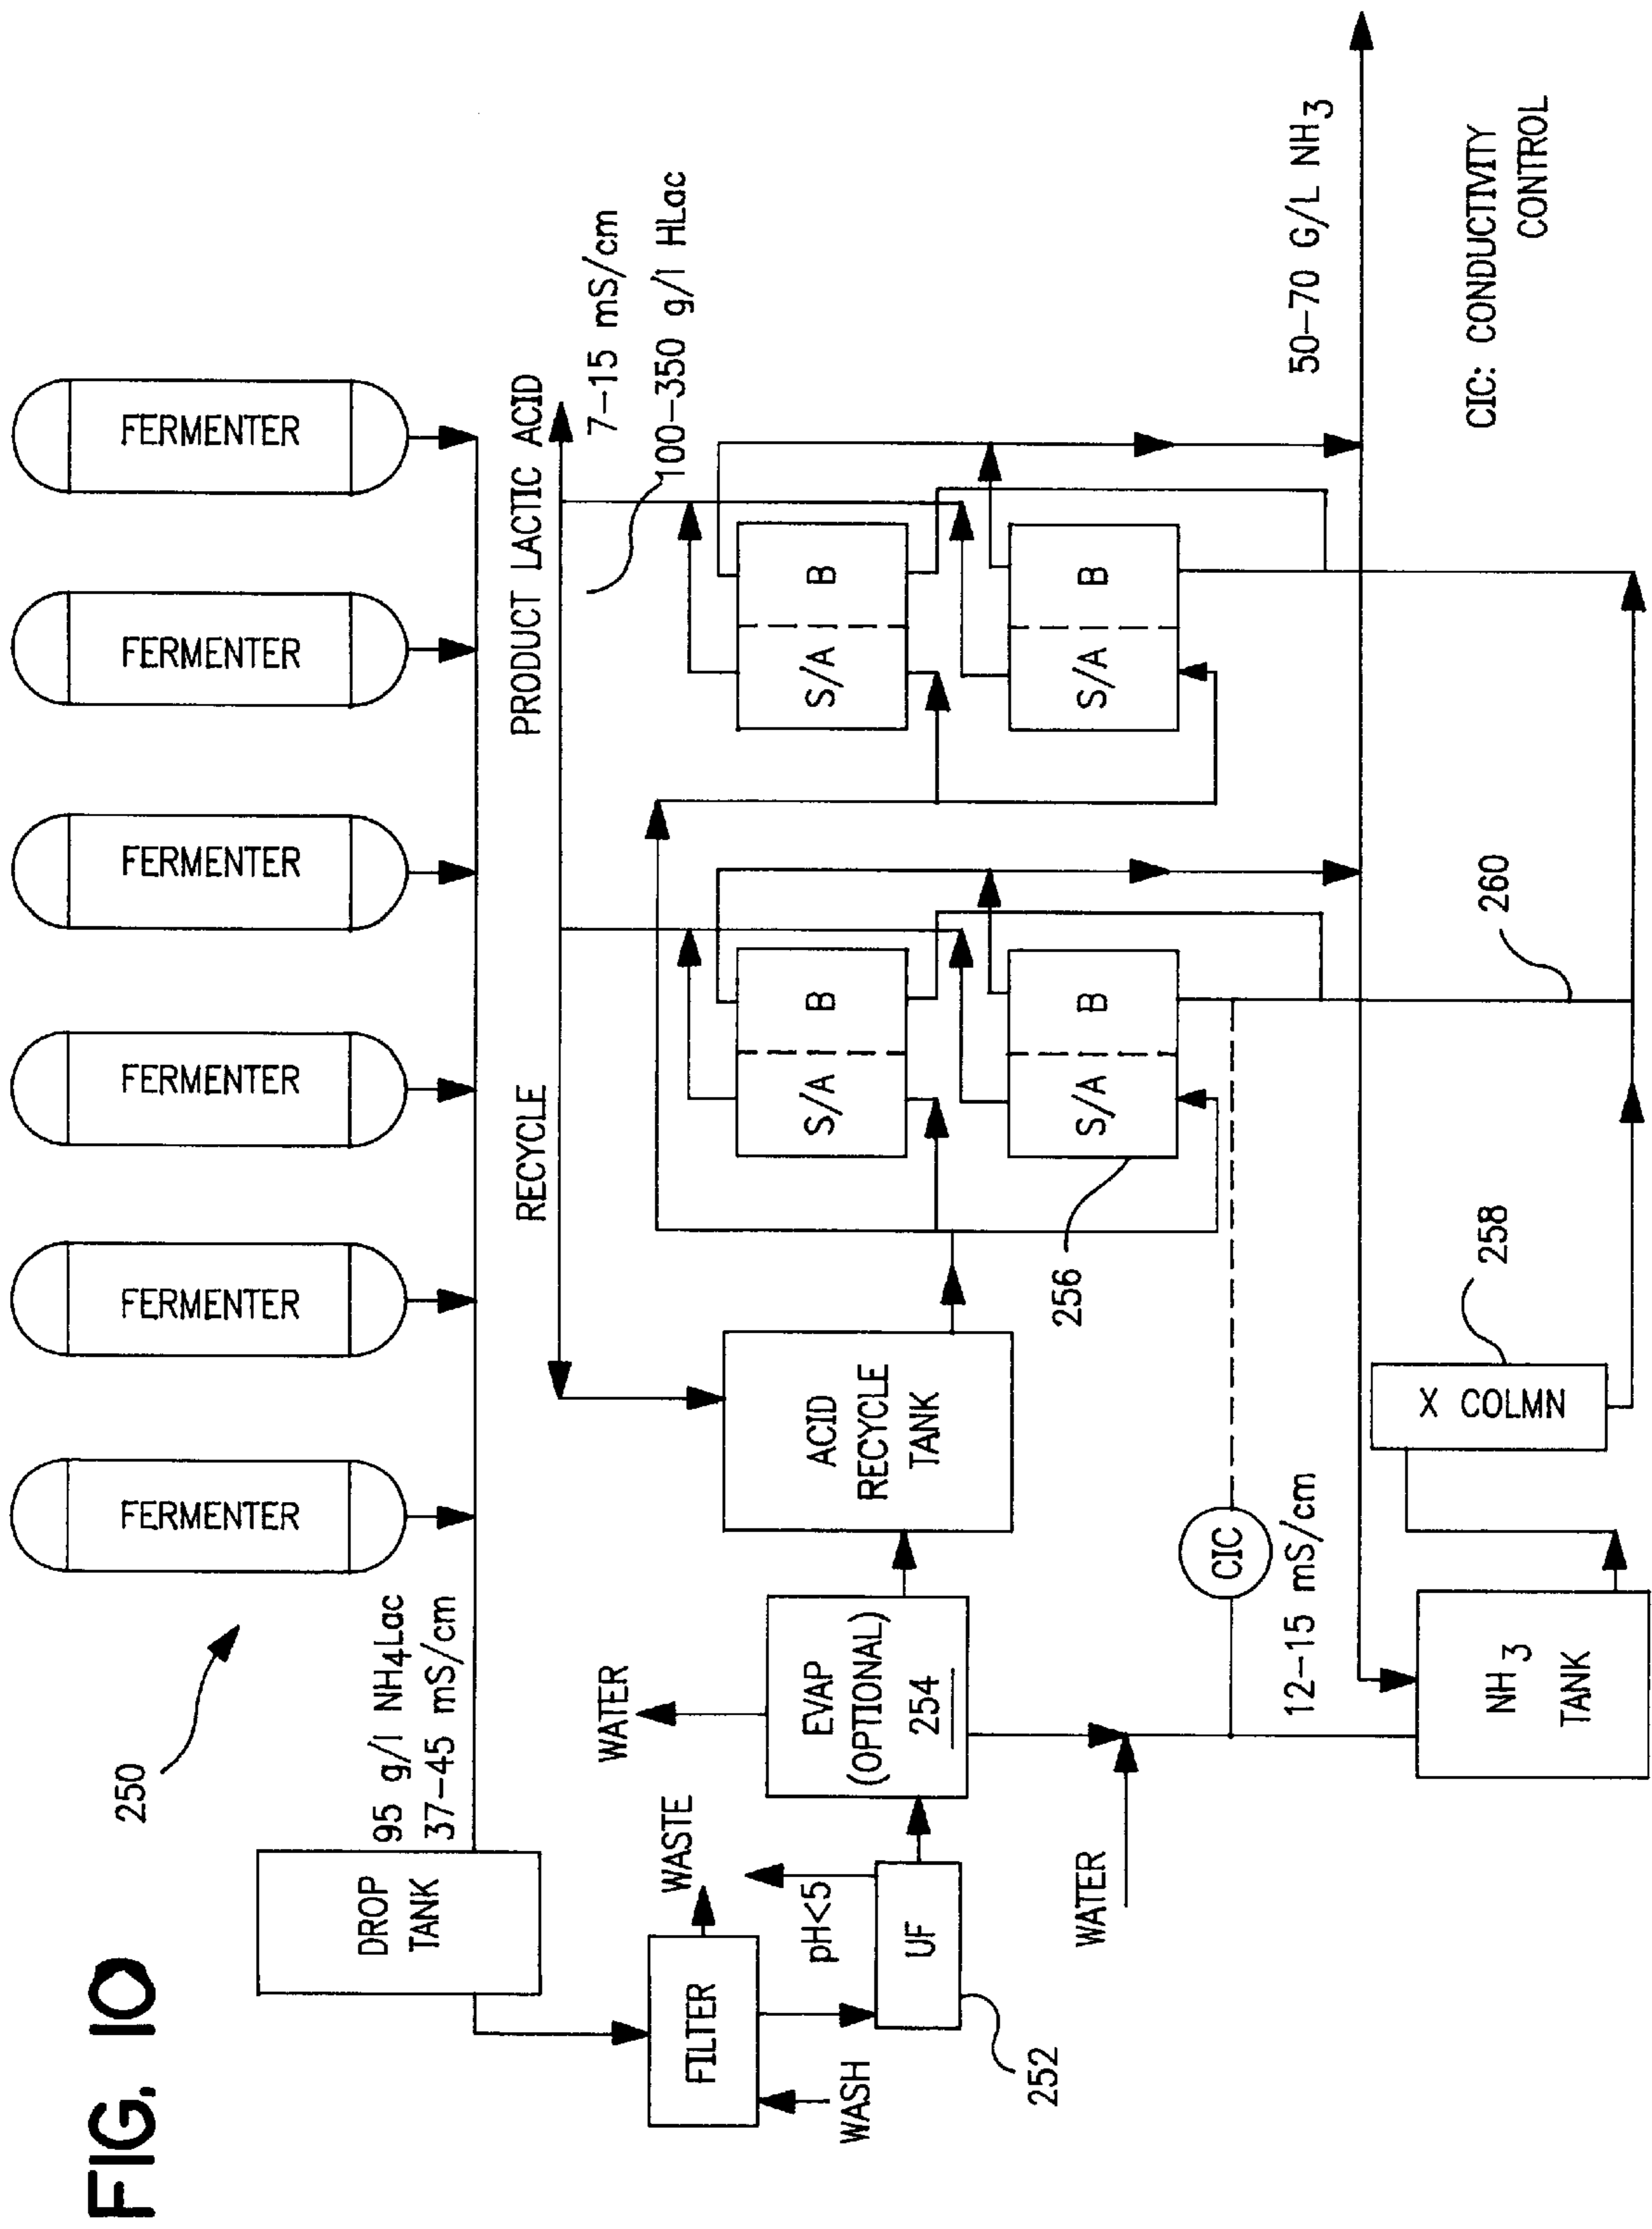 FIG. 10
250
FERMENTER
FERMENTER
FERMENTER
FERMENTER
FERMENTER
FERMENTER
DROP
TANK
95 g/l NH4Lac
37-45 mS/cm
RECYCLE
PRODUCT LACTIC ACID
7-15 mS/cm
100-350 g/l HLac
FILTER
WASTE
WASH
pH<5
UF
252
WATER
EVAP
(OPTIONAL)
254
ACID
RECYCLE
TANK
S/A
B
S/A
B
S/A
B
S/A
B
256
WATER
CIC
12-15 mS/cm
50-70 G/L NH3
NH3
TANK
X COLMN
258
260
CIC: CONDUCTIVITY
CONTROL